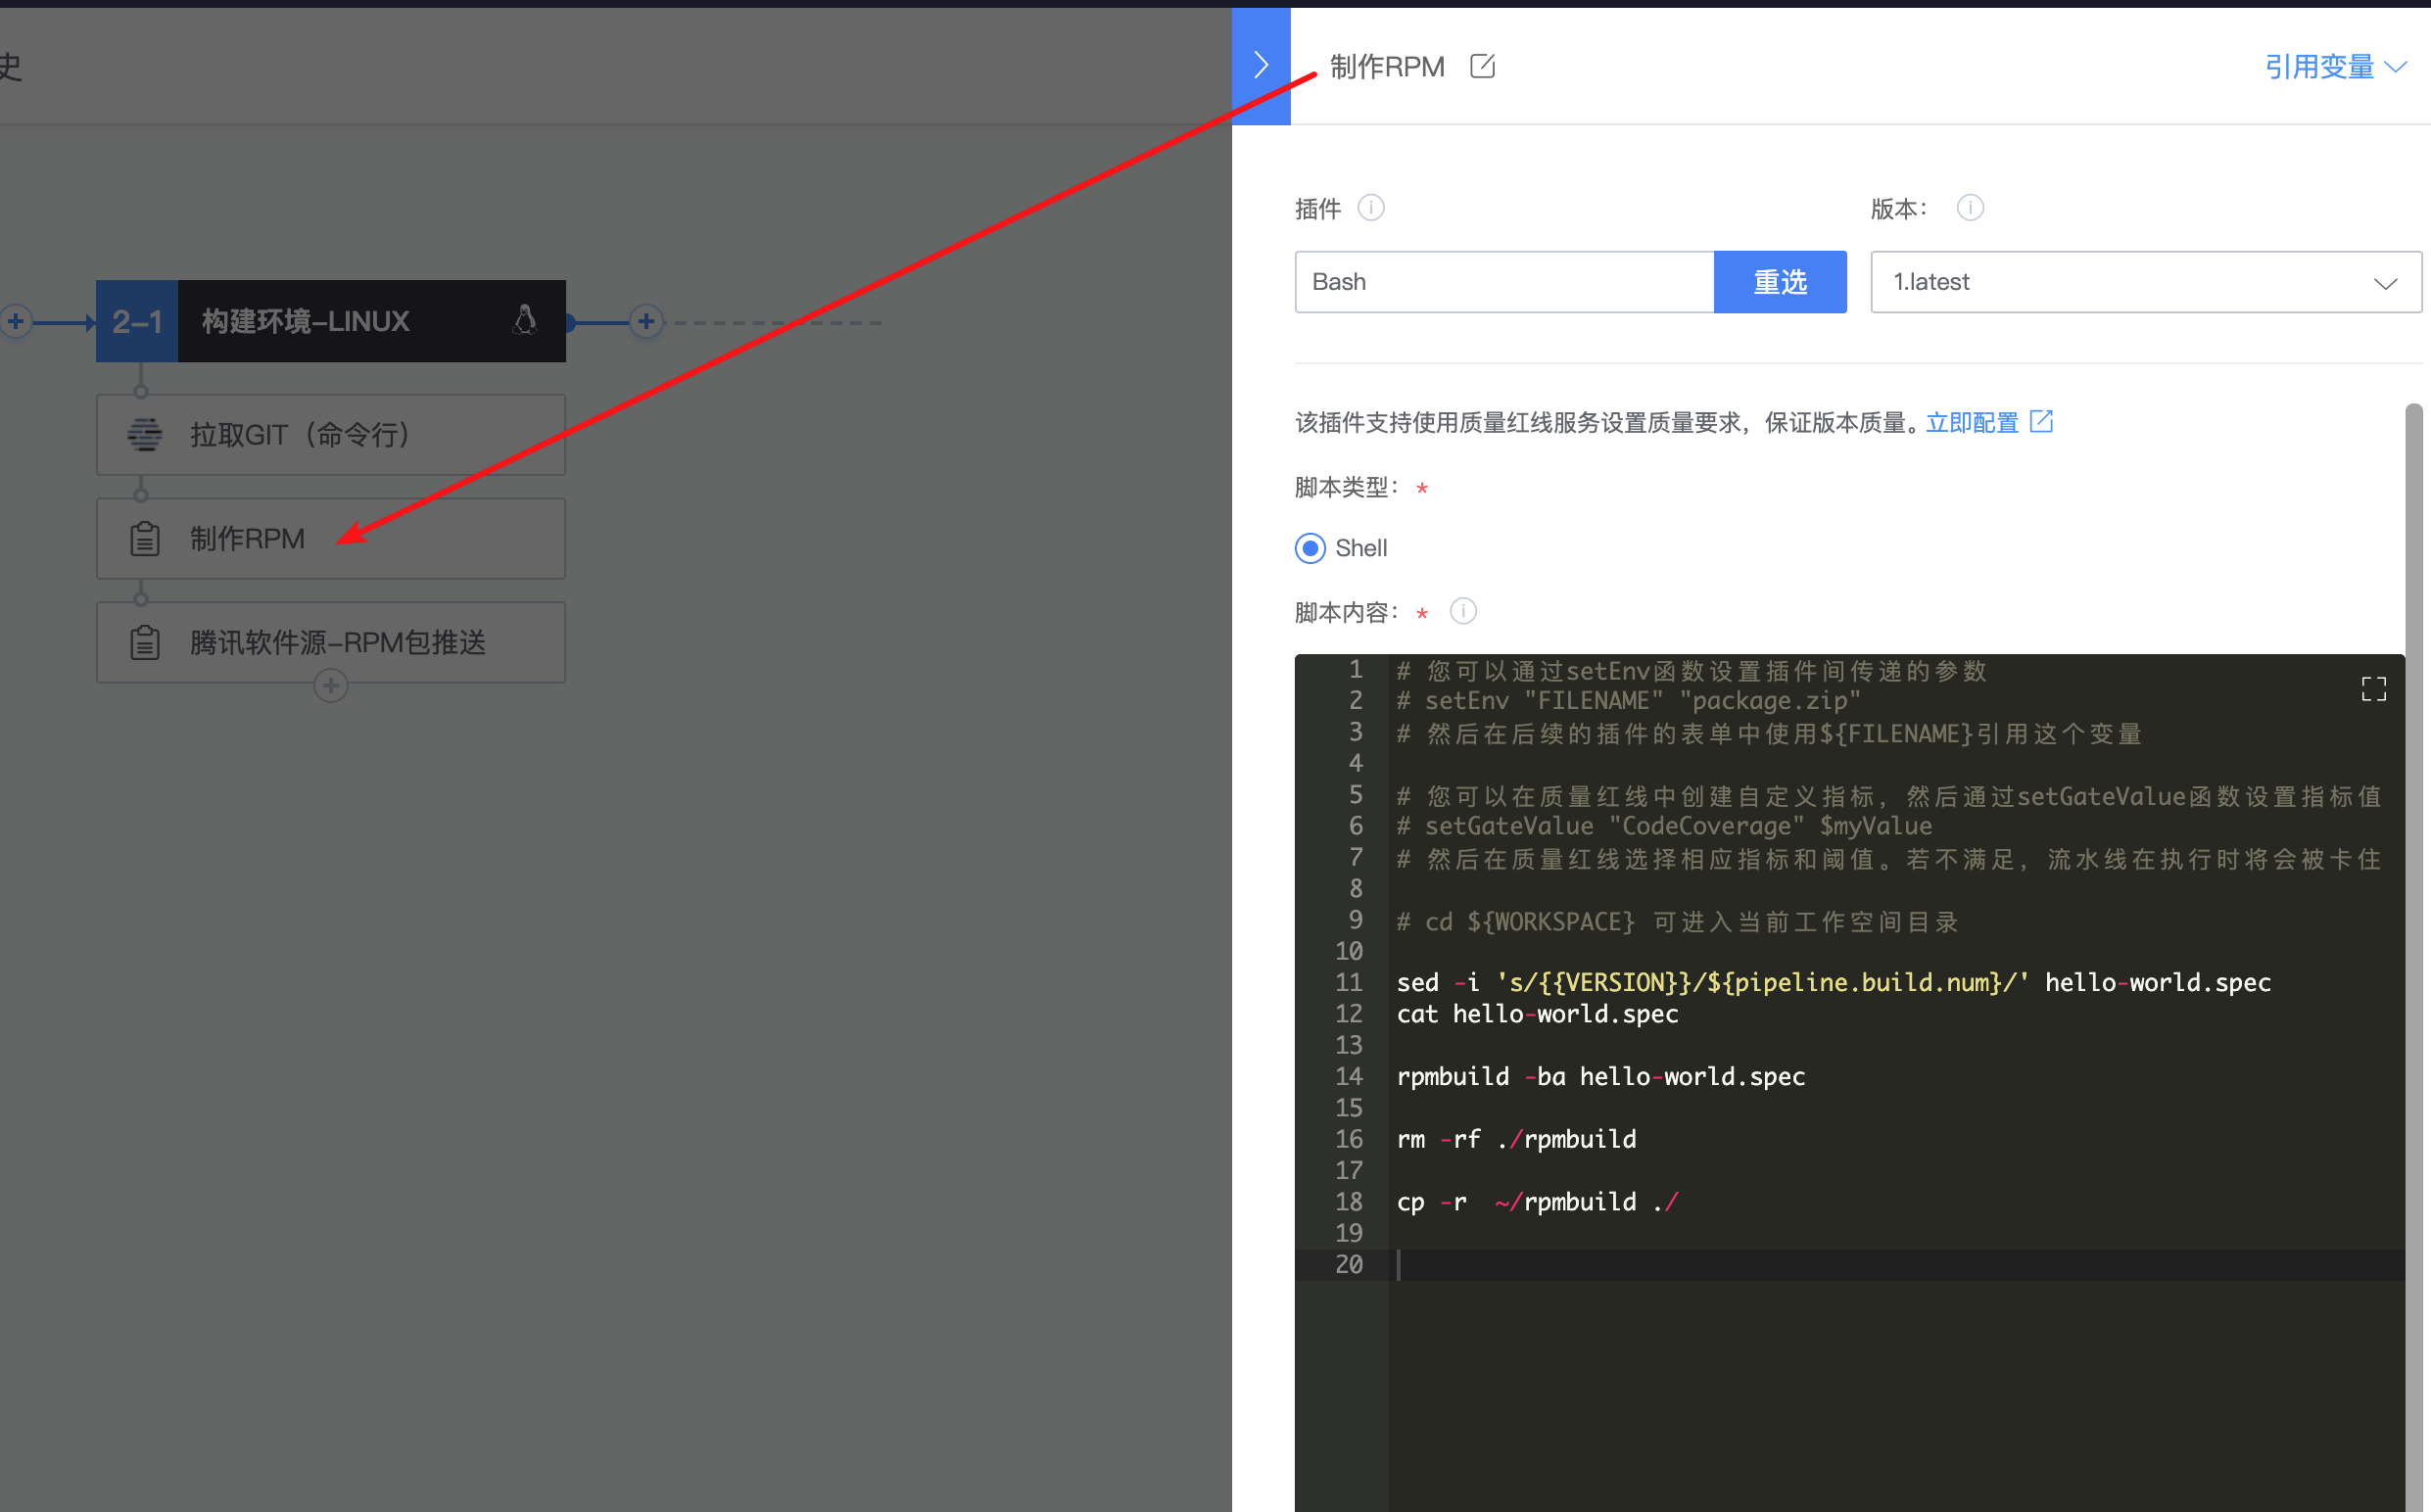 史
制作RPM
引用变量
插件
版本：
Bash
重选
1.latest
2-1
构建环境-LINUX
拉取GIT（命令行）
制作RPM
腾讯软件源-RPM包推送
该插件支持使用质量红线服务设置质量要求，保证版本质量。立即配置
脚本类型： *
Shell
脚本内容： *
1 # 您可以通过setEnv函数设置插件间传递的参数
2 # setEnv "FILENAME" "package.zip"
3 # 然后在后续的插件的表单中使用${FILENAME}引用这个变量
4
5 # 您可以在质量红线中创建自定义指标，然后通过setGateValue函数设置指标值
6 # setGateValue "CodeCoverage" $myValue
7 # 然后在质量红线选择相应指标和阈值。若不满足，流水线在执行时将会被卡住
8
9 # cd ${WORKSPACE} 可进入当前工作空间目录
10
11 sed -i 's/{{VERSION}}/${pipeline.build.num}/' hello-world.spec
12 cat hello-world.spec
13
14 rpmbuild -ba hello-world.spec
15
16 rm -rf ./rpmbuild
17
18 cp -r  ~/rpmbuild ./
19
20